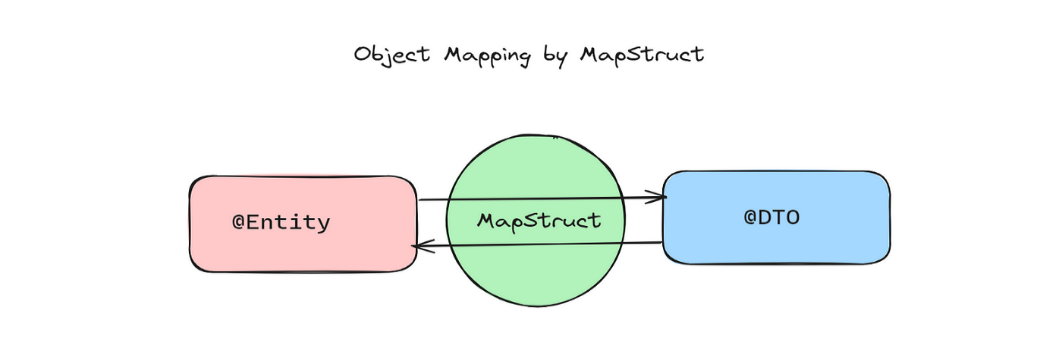 Object Mapping by MapStruct
@Entity
MapStruct
@DTO